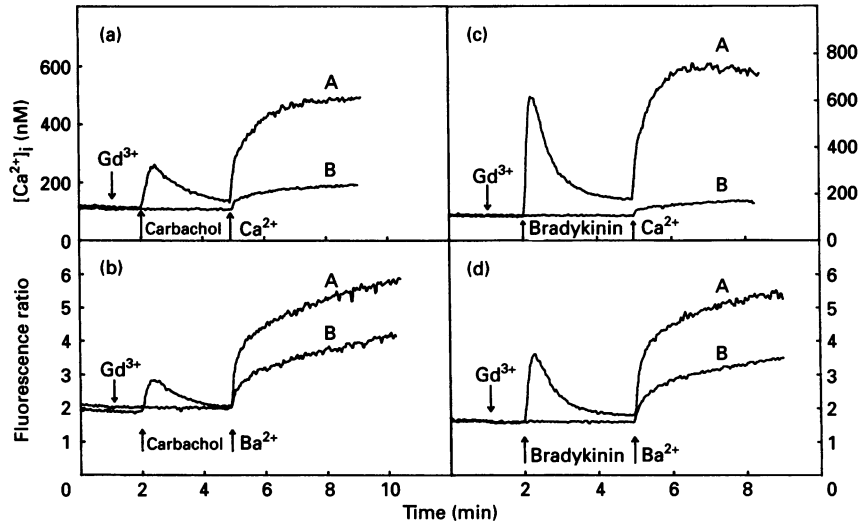 (a)
600
400
200
0
[Ca²⁺]ᵢ (nM)
Gd³⁺
Carbachol
Ca²⁺
A
B
(c)
800
600
400
200
0
Gd³⁺
Bradykinin
Ca²⁺
A
B
(b)
6
5
4
3
2
1
0
Fluorescence ratio
Gd³⁺
Carbachol
Ba²⁺
A
B
2 4 6 8 10
(d)
6
5
4
3
2
1
0
Gd³⁺
Bradykinin
Ba²⁺
A
B
0 2 4 6 8
Time (min)